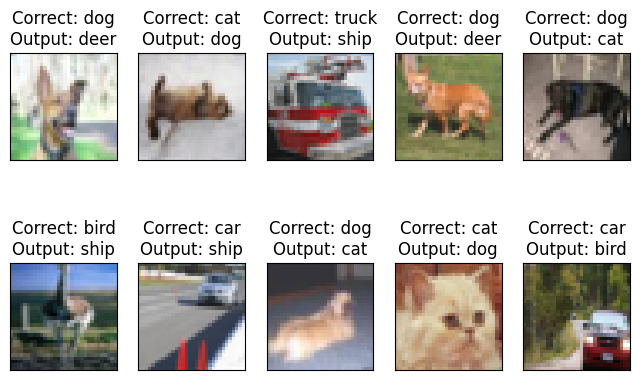 Correct: dog
Output: deer
Correct: cat
Output: dog
Correct: truck
Output: ship
Correct: dog
Output: deer
Correct: dog
Output: cat
Correct: bird
Output: ship
Correct: car
Output: ship
Correct: dog
Output: cat
Correct: cat
Output: dog
Correct: car
Output: bird